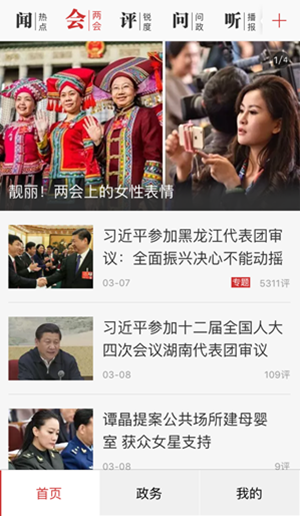 闻 热点 会 两会 评 锐度 问 问政 听 播报 +
1/4
靓丽！两会上的女性表情
习近平参加黑龙江代表团审
议：全面振兴决心不能动摇
03-07 专题 5311评
习近平参加十二届全国人大
四次会议湖南代表团审议
03-08 109评
谭晶提案公共场所建母婴
室 获众女星支持
03-08 9评
首页 政务 我的